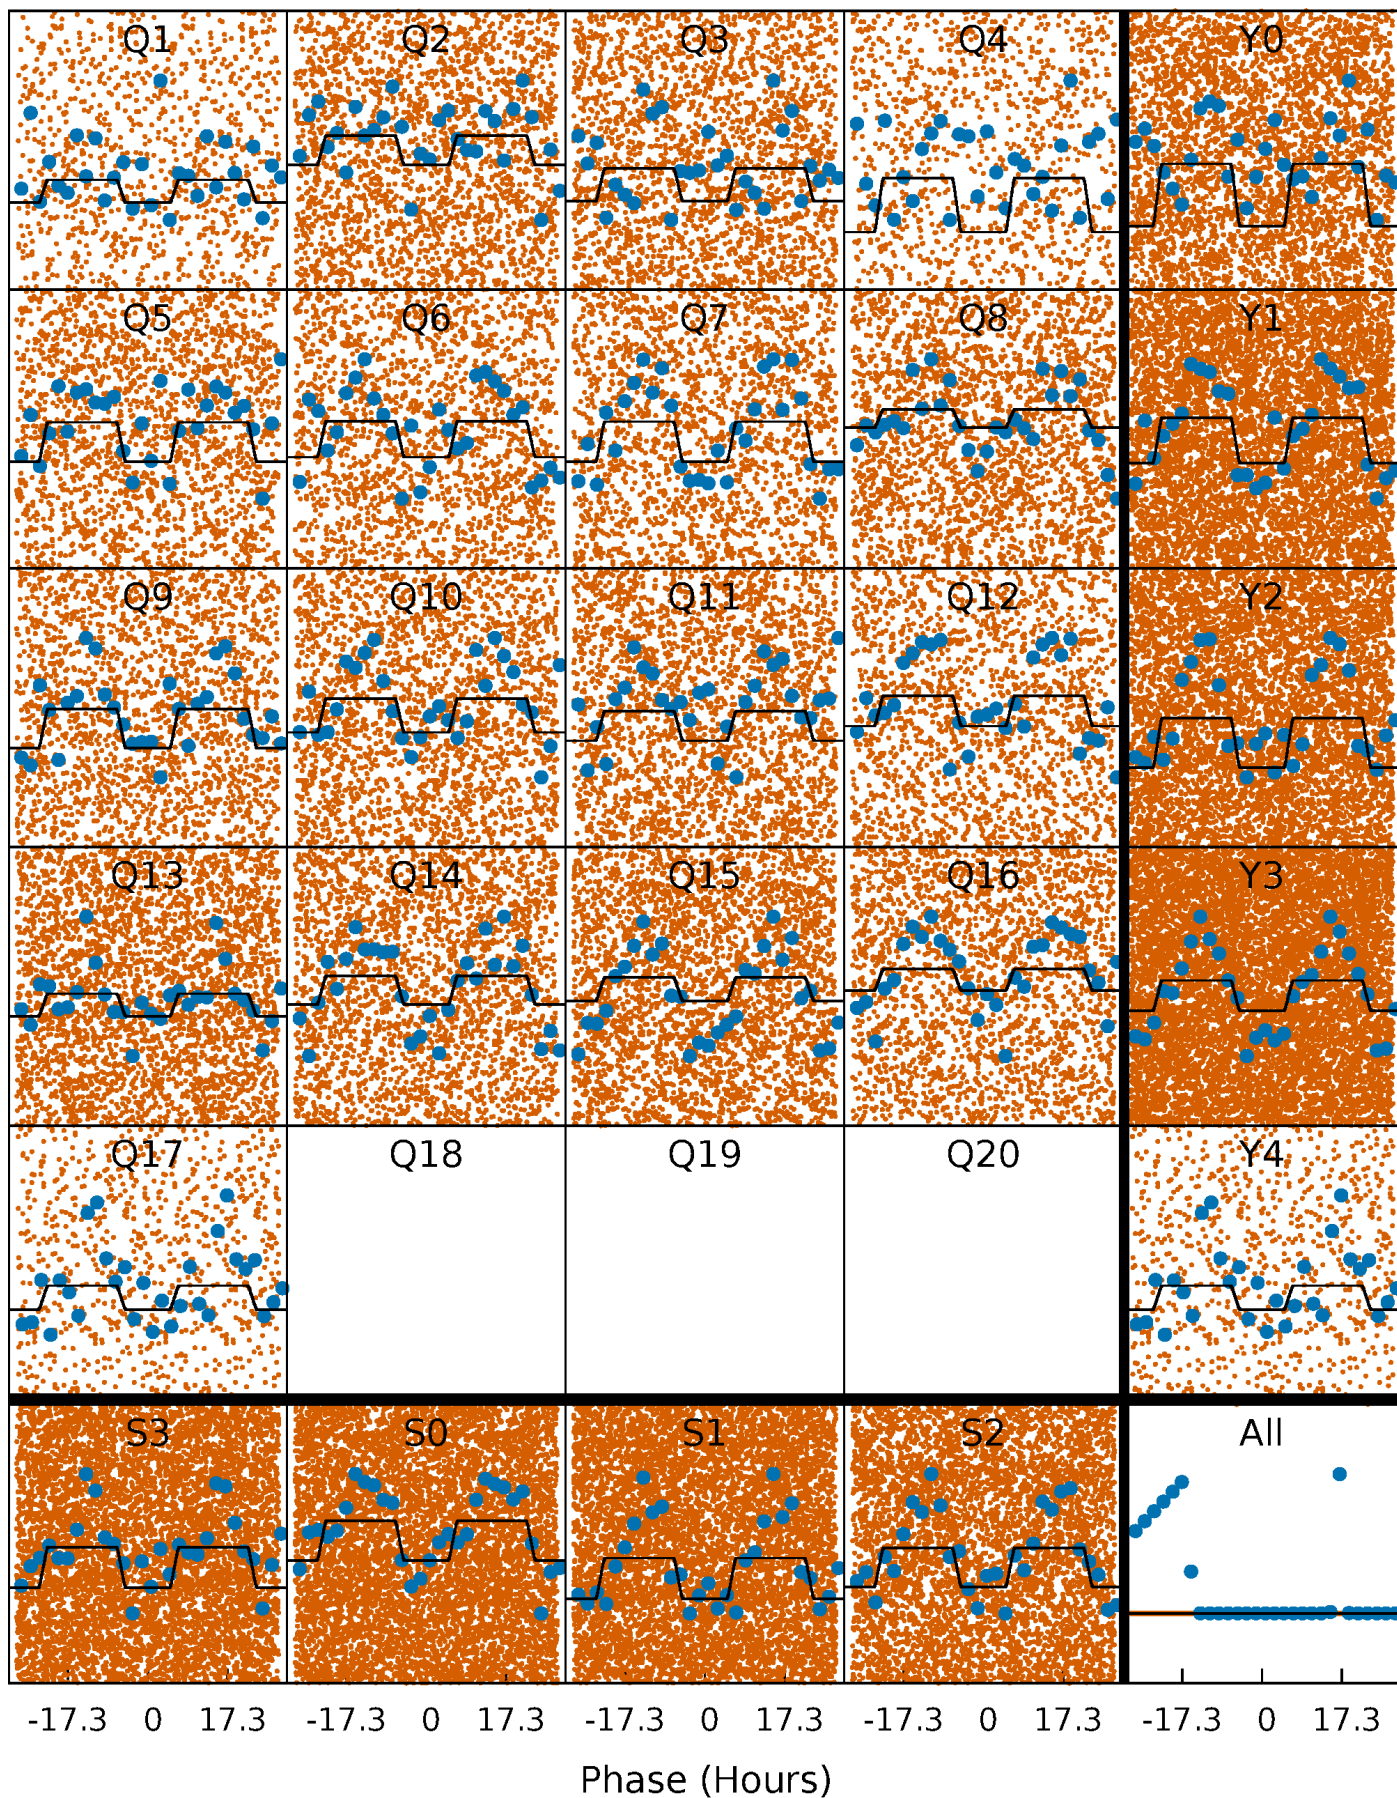 Q1 Q2 Q3 Q4 Y0
Q5 Q6 Q7 Q8 Y1
Q9 Q10 Q11 Q12 Y2
Q13 Q14 Q15 Q16 Y3
Q17 Q18 Q19 Q20 Y4
S3 S0 S1 S2 All
-17.3 0 17.3 -17.3 0 17.3 -17.3 0 17.3 -17.3 0 17.3 -17.3 0 17.3
Phase (Hours)